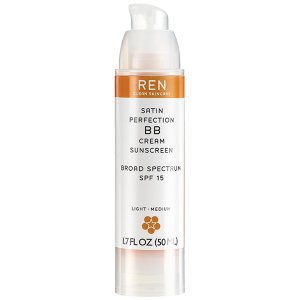 REN
CLEAN SKINCARE
SATIN
PERFECTION
BB
CREAM
SUNSCREEN
BROAD SPECTRUM
SPF 15
LIGHT - MEDIUM
1.7 FL OZ (50 ML)